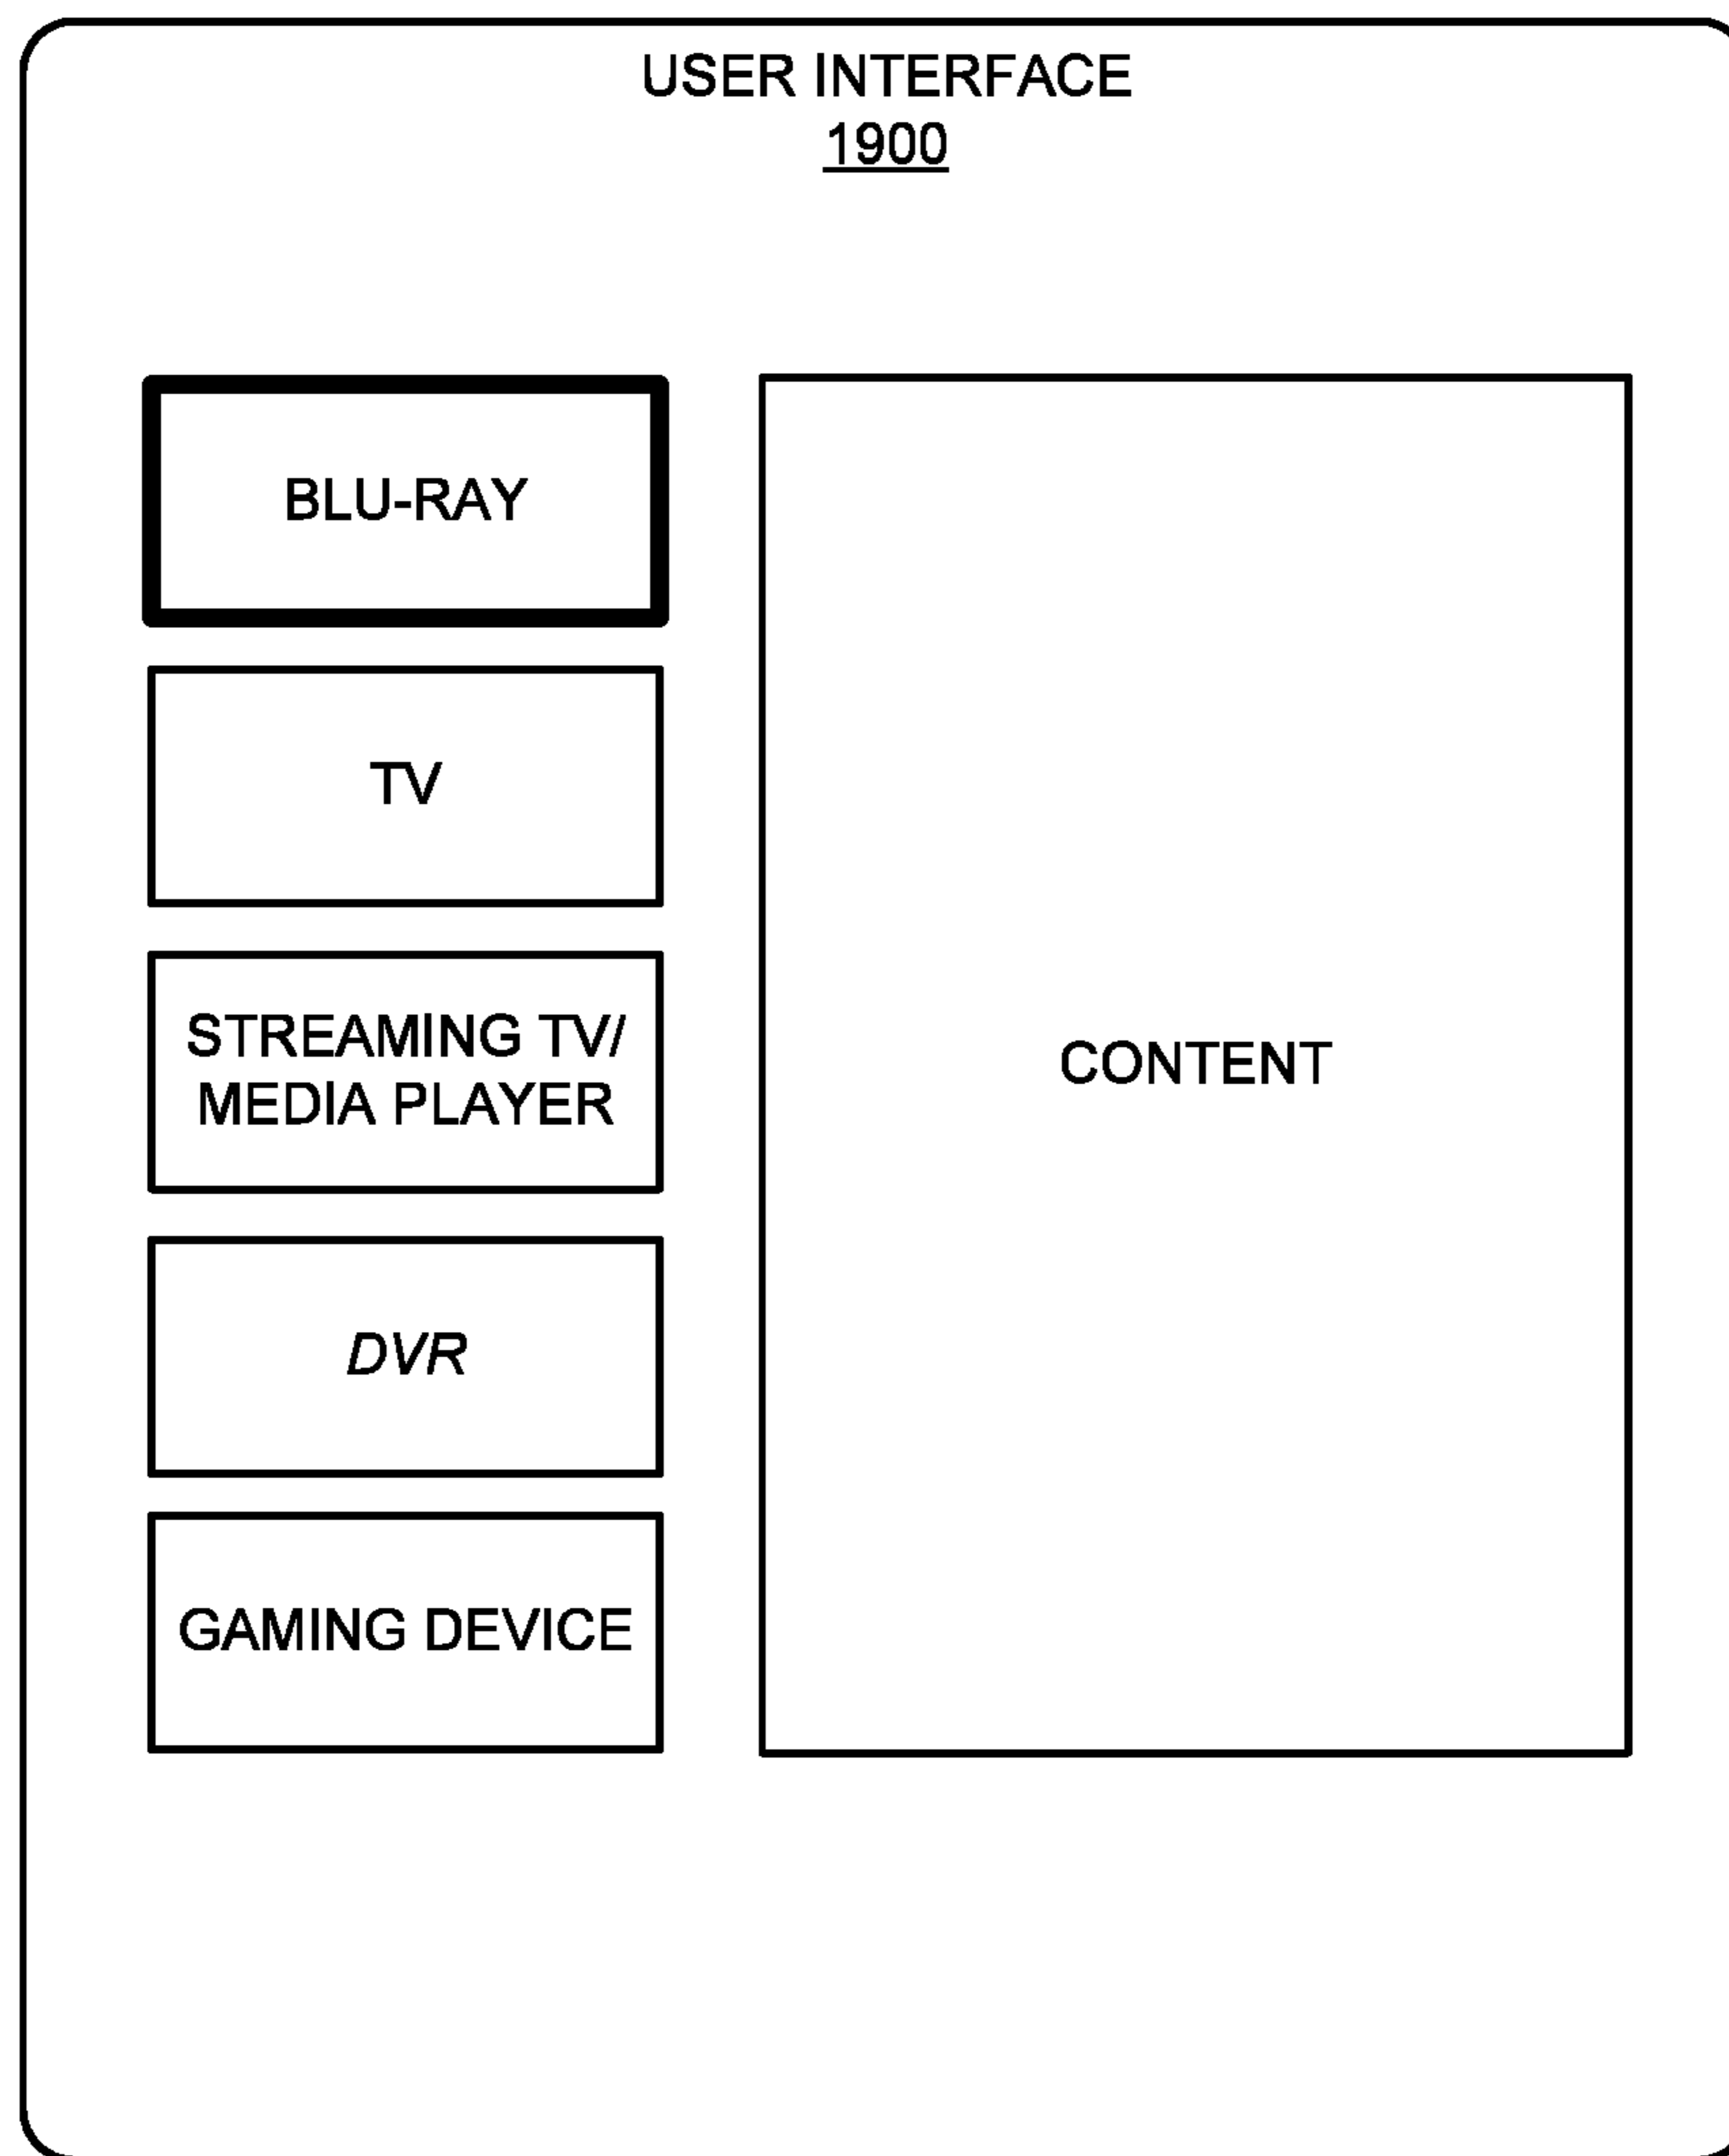 USER INTERFACE
1900
BLU-RAY
TV
STREAMING TV/
MEDIA PLAYER
DVR
GAMING DEVICE
CONTENT